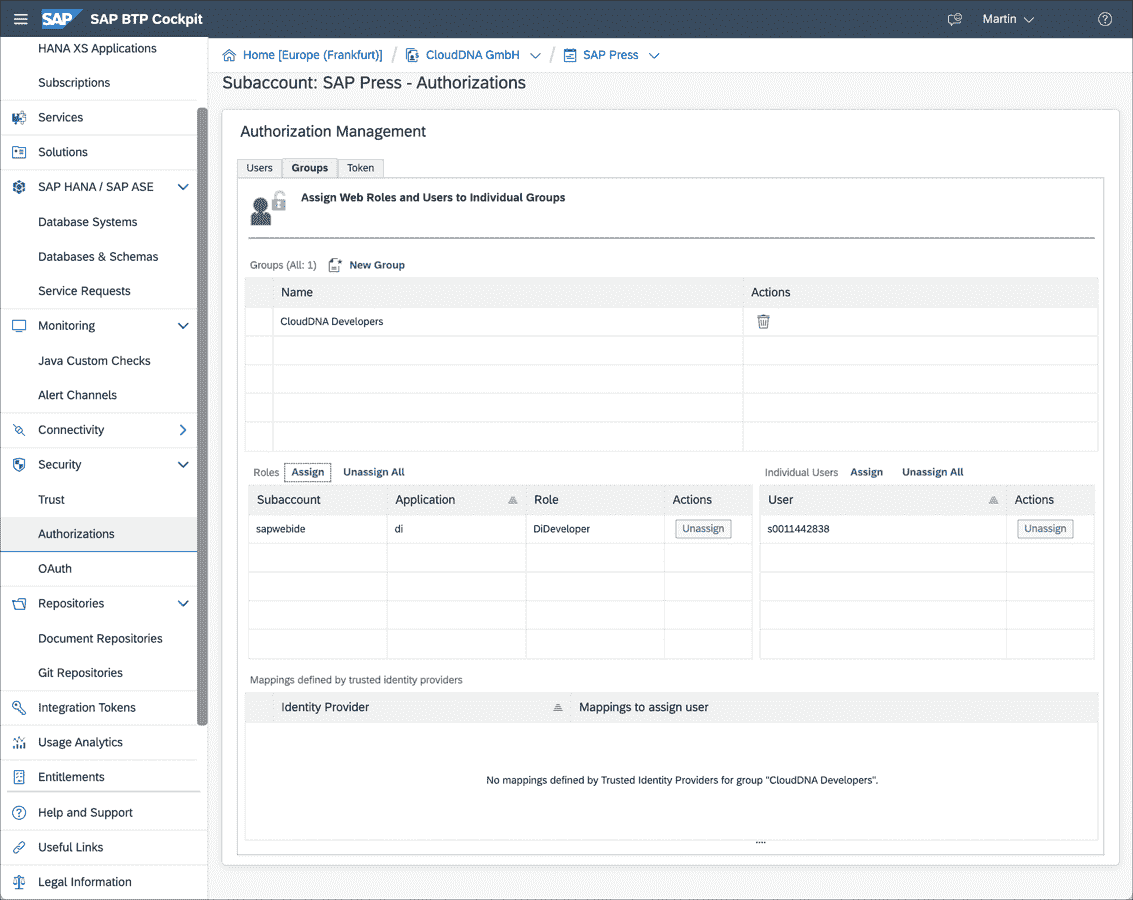 SAP SAP BTP Cockpit
Martin
HANA XS Applications
Subscriptions
Services
Solutions
SAP HANA / SAP ASE
Database Systems
Databases & Schemas
Service Requests
Monitoring
Java Custom Checks
Alert Channels
Connectivity
Security
Trust
Authorizations
OAuth
Repositories
Document Repositories
Git Repositories
Integration Tokens
Usage Analytics
Entitlements
Help and Support
Useful Links
Legal Information
Home [Europe (Frankfurt)] / CloudDNA GmbH / SAP Press
Subaccount: SAP Press - Authorizations
Authorization Management
Users Groups Token
Assign Web Roles and Users to Individual Groups
Groups (All: 1) New Group
Name Actions
CloudDNA Developers
Roles Assign Unassign All
Subaccount Application Role Actions
sapwebide di DiDeveloper Unassign
Individual Users Assign Unassign All
User Actions
s0011442838 Unassign
Mappings defined by trusted identity providers
Identity Provider Mappings to assign user
No mappings defined by Trusted Identity Providers for group "CloudDNA Developers".